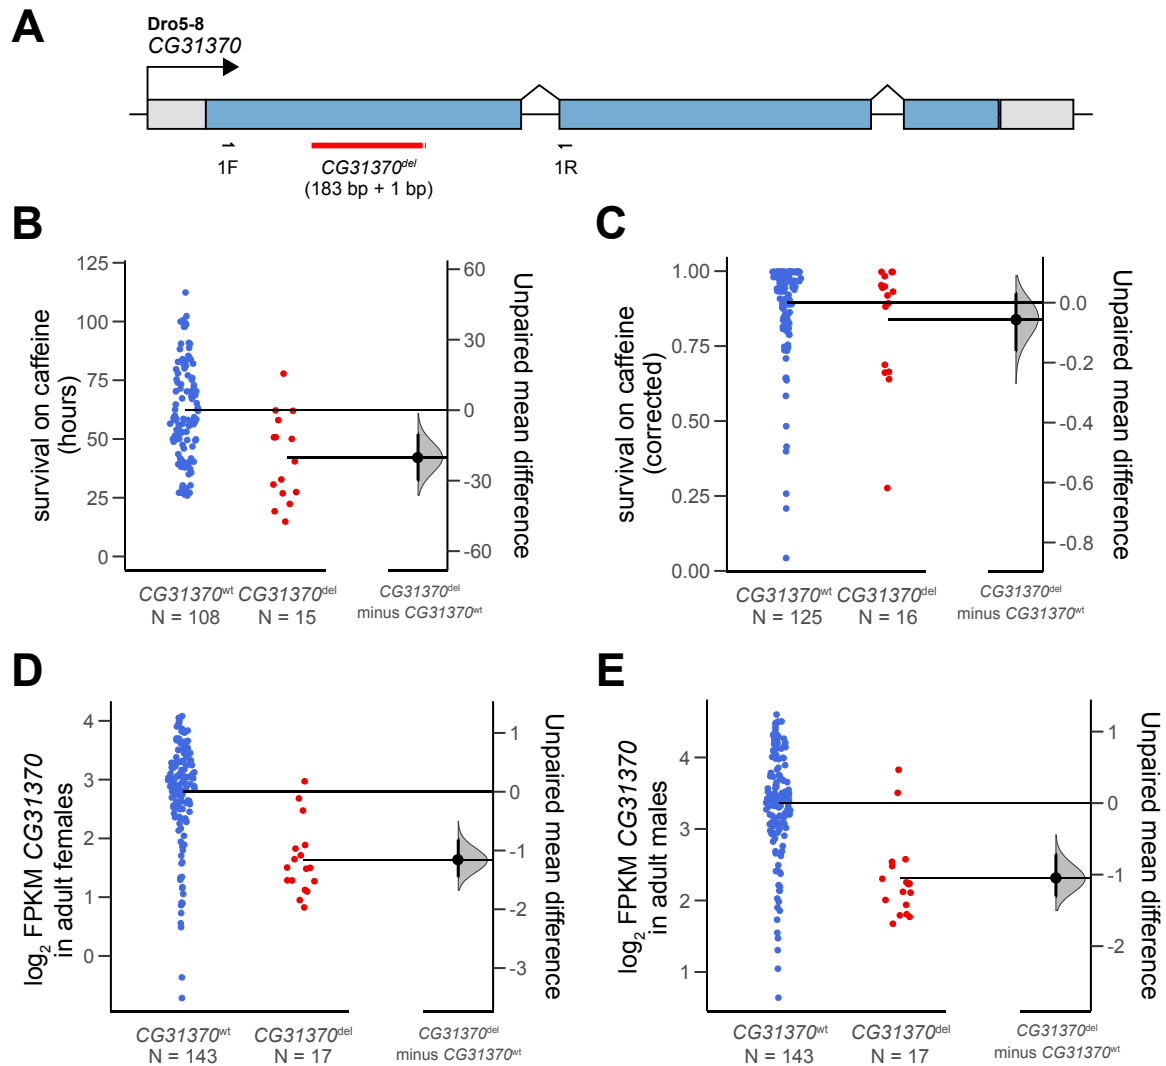 A
Dro5-8
CG31370
1F
CG31370del
(183 bp + 1 bp)
1R
B
survival on caffeine
(hours)
125
100
75
50
25
0
60
30
0
-30
-60
Unpaired mean difference
CG31370wt
N = 108
CG31370del
N = 15
CG31370del
minus CG31370wt
C
survival on caffeine
(corrected)
1.00
0.75
0.50
0.25
0.00
0.0
-0.2
-0.4
-0.6
-0.8
Unpaired mean difference
CG31370wt
N = 125
CG31370del
N = 16
CG31370del
minus CG31370wt
D
log2 FPKM CG31370
in adult females
4
3
2
1
0
1
0
-1
-2
-3
Unpaired mean difference
CG31370wt
N = 143
CG31370del
N = 17
CG31370del
minus CG31370wt
E
log2 FPKM CG31370
in adult males
4
3
2
1
1
0
-1
-2
Unpaired mean difference
CG31370wt
N = 143
CG31370del
N = 17
CG31370del
minus CG31370wt